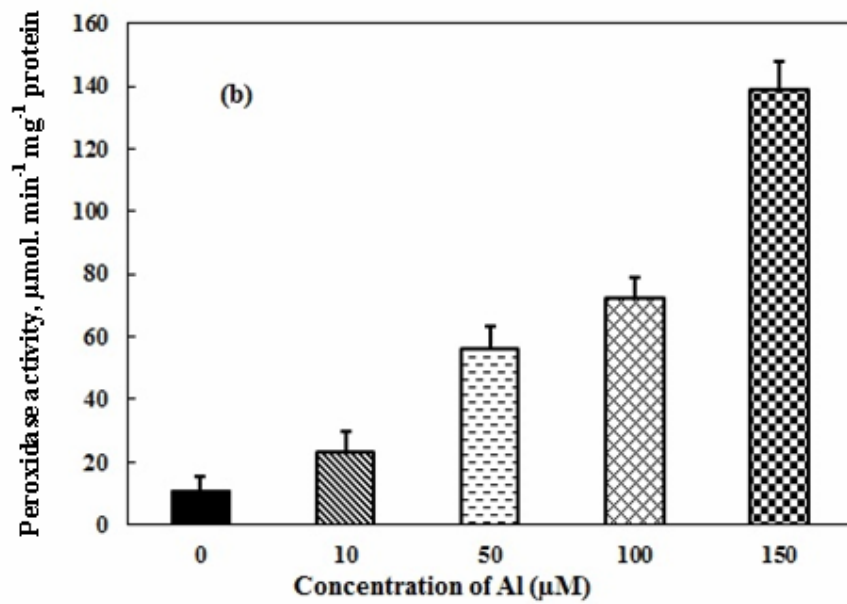 Peroxidase activity, µmol. min⁻¹ mg⁻¹ protein
160
140
120
100
80
60
40
20
0
(b)
0 10 50 100 150
Concentration of Al (µM)